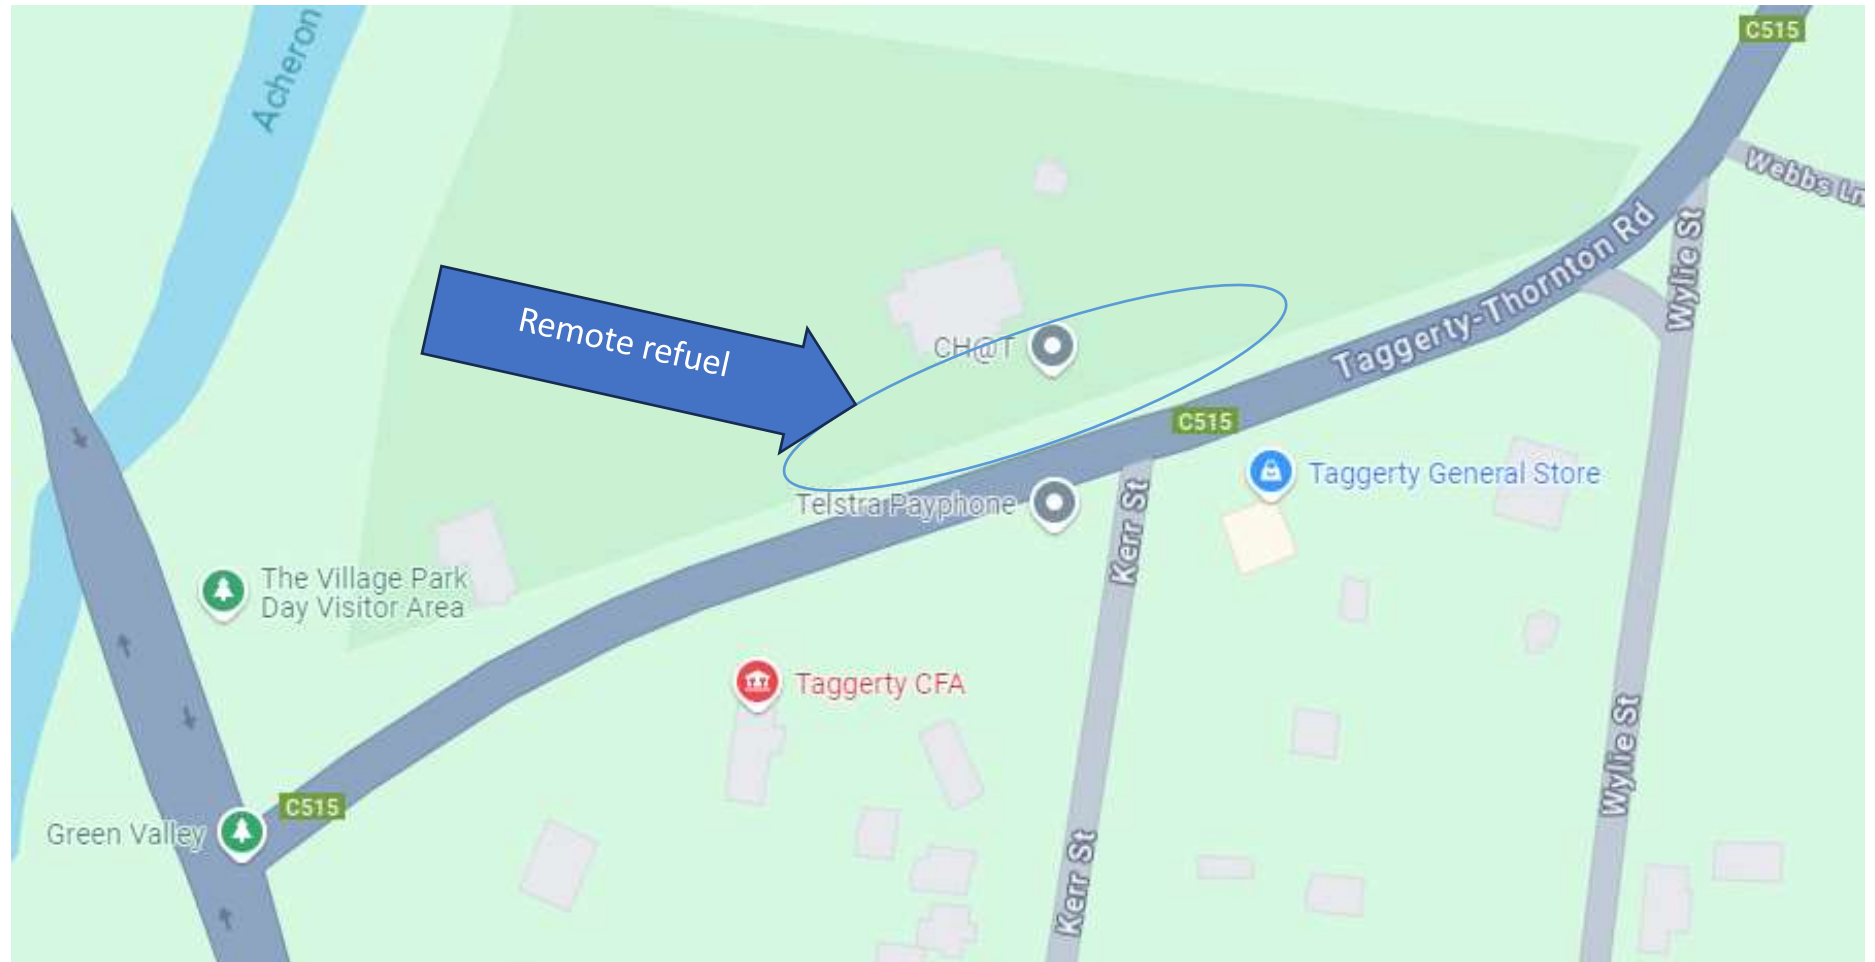 Acheron
C515
Webbs Ln
Wylie St
Taggerty-Thornton Rd
Remote refuel
CH@T
C515
Taggerty General Store
Telstra Payphone
Kerr St
The Village Park
Day Visitor Area
Taggerty CFA
Wylie St
C515
Green Valley
Kerr St